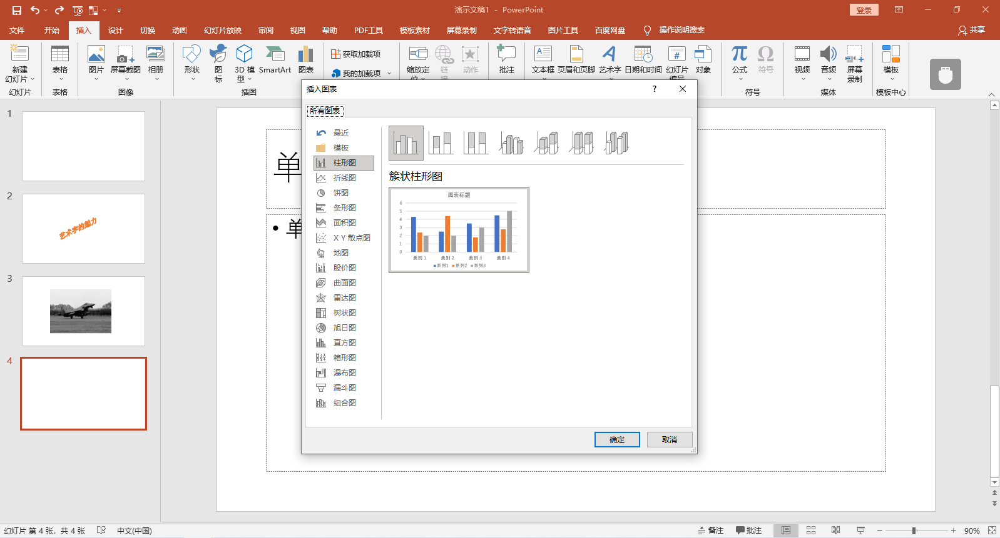 演示文稿1 - PowerPoint
登录
文件 开始 插入 设计 切换 动画 幻灯片放映 审阅 视图 帮助 PDF工具 模板素材 屏幕录制 文字转语音 图片工具 百度网盘 操作说明搜索 共享
新建
幻灯片
表格
图片
屏幕截图
相册
形状
图
标
3D 模
型
SmartArt
图表
获取加载项
我的加载项
缩放定
位
链
接
动作
批注
文本框
页眉和页脚
艺术字
日期和时间
幻灯片
编号
对象
公式
符号
视频
音频
屏幕
录制
模板
幻灯片 表格 图像 插图 符号 媒体 模板中心
插入图表
?
所有图表
最近
模板
柱形图
折线图
饼图
条形图
面积图
X Y 散点图
地图
股价图
曲面图
雷达图
树状图
旭日图
直方图
箱形图
瀑布图
漏斗图
组合图
簇状柱形图
图表标题
6
5
4
3
2
1
0
类别 1 类别 2 类别 3 类别 4
系列1 系列2 系列3
确定 取消
1
2
艺术字的魅力
3
4
单
• 单
幻灯片 第 4 张，共 4 张 中文(中国) 备注 批注 90%